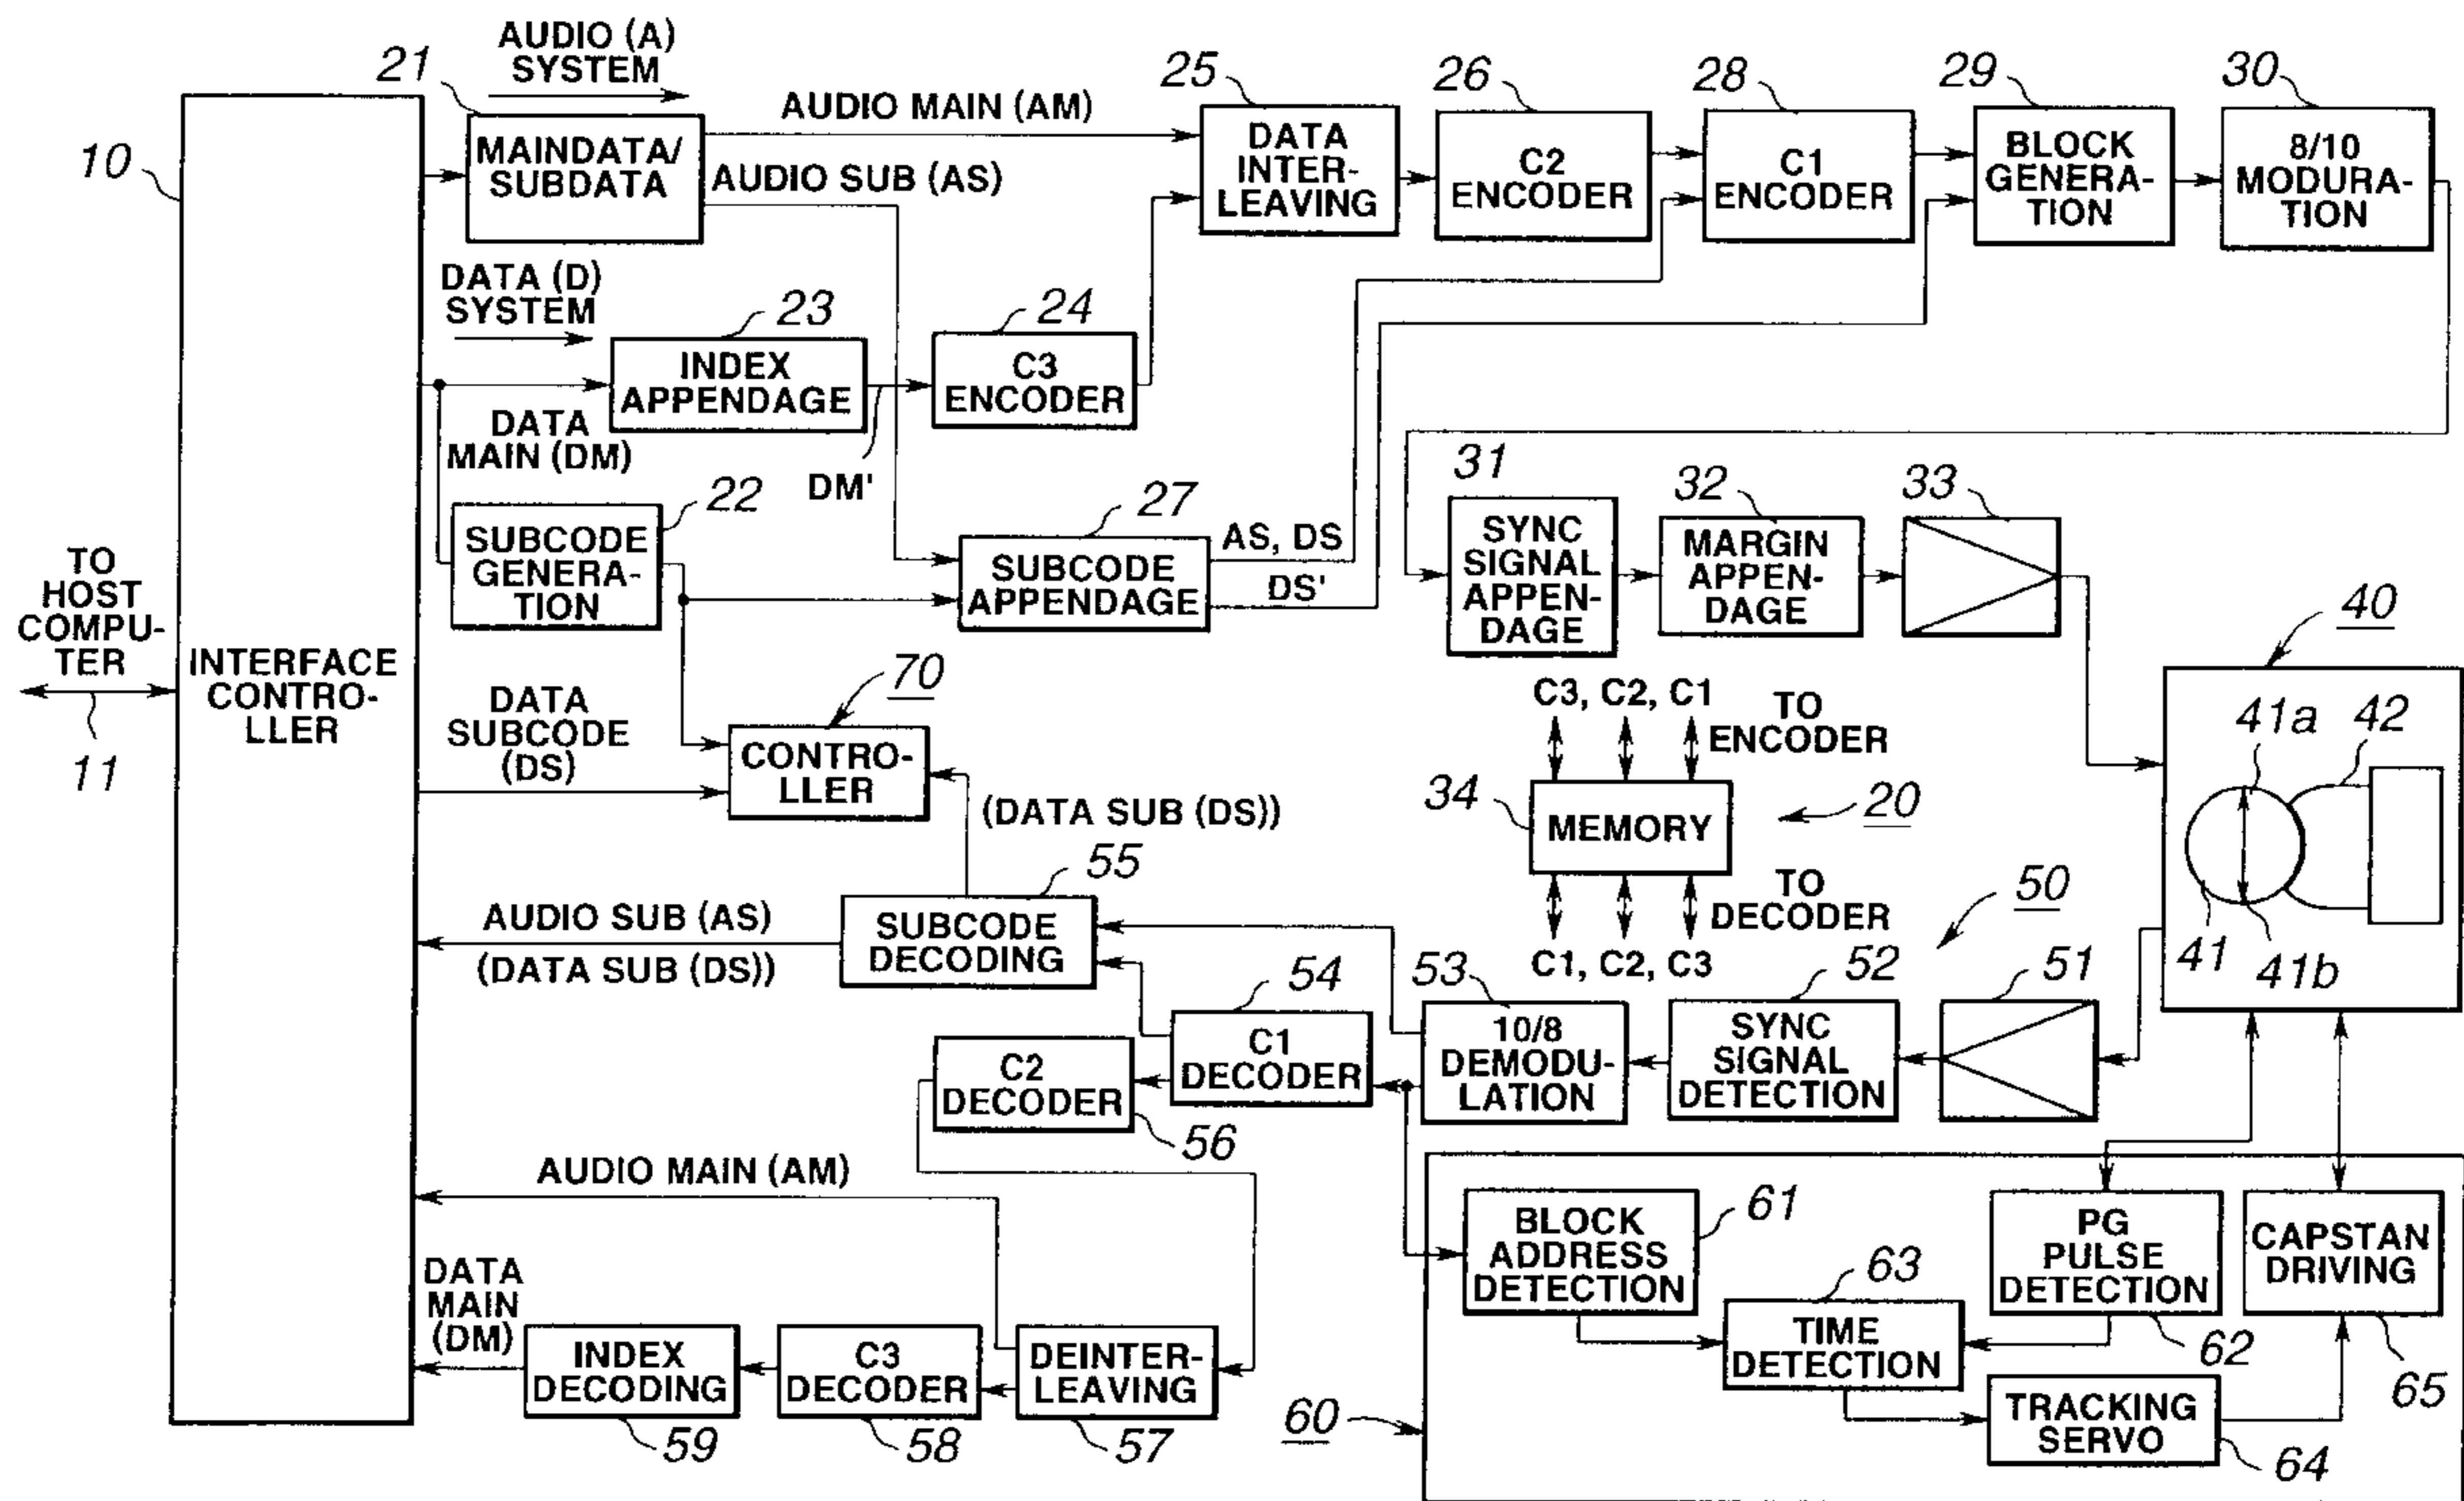 AUDIO (A)
SYSTEM
21
AUDIO MAIN (AM)
25
26
28
29
30
10
MAINDATA/
SUBDATA
AUDIO SUB (AS)
DATA
INTER-
LEAVING
C2
ENCODER
C1
ENCODER
BLOCK
GENERA-
TION
8/10
MODURA-
TION
DATA (D)
SYSTEM
23
24
INDEX
APPENDAGE
C3
ENCODER
DATA
MAIN (DM)
DM'
22
SUBCODE
GENERA-
TION
27
SUBCODE
APPENDAGE
AS, DS
DS'
31
32
33
SYNC
SIGNAL
APPEN-
DAGE
MARGIN
APPEN-
DAGE
TO
HOST
COMPU-
TER
11
INTERFACE
CONTRO-
LLER
DATA
SUBCODE
(DS)
70
CONTRO-
LLER
C3, C2, C1
TO
ENCODER
34
MEMORY
20
TO
DECODER
C1, C2, C3
40
41a
42
41
41b
(DATA SUB (DS))
55
AUDIO SUB (AS)
(DATA SUB (DS))
SUBCODE
DECODING
50
54
53
52
51
C2
DECODER
56
C1
DECODER
10/8
DEMODU-
LATION
SYNC
SIGNAL
DETECTION
AUDIO MAIN (AM)
61
BLOCK
ADDRESS
DETECTION
PG
PULSE
DETECTION
62
CAPSTAN
DRIVING
65
63
TIME
DETECTION
DATA
MAIN
(DM)
INDEX
DECODING
59
C3
DECODER
58
DEINTER-
LEAVING
57
60
TRACKING
SERVO
64